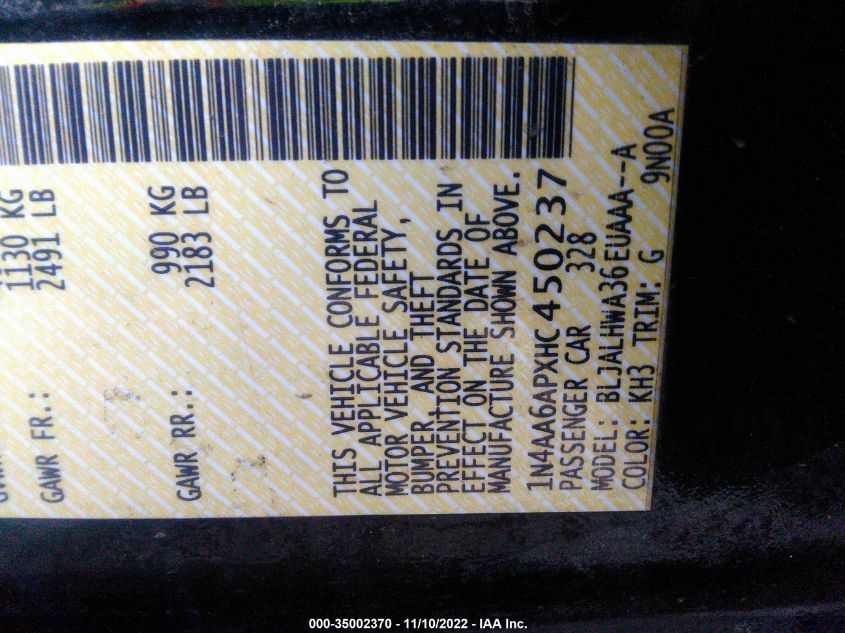 GAWR FR.: 1130 KG
2491 LB
GAWR RR.: 990 KG
2183 LB
THIS VEHICLE CONFORMS TO
ALL APPLICABLE FEDERAL
MOTOR VEHICLE SAFETY,
BUMPER, AND THEFT
PREVENTION STANDARDS IN
EFFECT ON THE DATE OF
MANUFACTURE SHOWN ABOVE.
1N4AA6APXHC450237
PASSENGER CAR 328
MODEL: BLJALHWA36EUAAA--A
COLOR: KH3 TRIM: G 9N00A
000-35002370 - 11/10/2022 - IAA Inc.